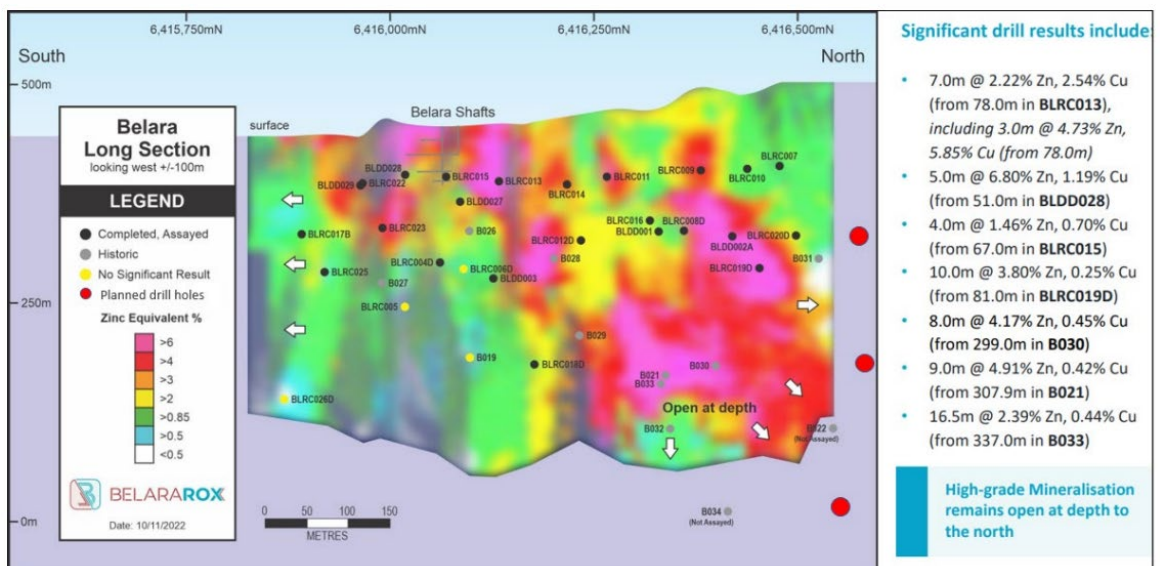 6,415,750mN
6,416,000mN
6,416,250mN
6,416,500mN
South
North
500m
250m
0m
Belara
Long Section
looking west +/-100m
LEGEND
Completed, Assayed
Historic
No Significant Result
Planned drill holes
Zinc Equivalent %
>6
>4
>3
>2
>0.85
>0.5
<0.5
BELARAROX
Date: 10/11/2022
surface
Belara Shafts
BLDD028
BLDD029
BLRC022
BLRC015
BLRC013
BLRC014
BLRC011
BLRC009
BLRC010
BLRC007
BLDD027
BLRC017B
BLRC023
B026
BLRC016
BLRC008D
BLDD001
BLRC012D
BLDD002A
BLRC020D
BLRC025
BLRC004D
BLRC006D
B028
BLRC019D
B031
B027
BLDD003
BLRC005
B029
B019
BLRC018D
B030
B021
B033
BLRC026D
Open at depth
B032
B022
(Not Assayed)
B034
(Not Assayed)
0 50 100 150
METRES
Significant drill results include:
• 7.0m @ 2.22% Zn, 2.54% Cu
(from 78.0m in BLRC013),
including 3.0m @ 4.73% Zn,
5.85% Cu (from 78.0m)
• 5.0m @ 6.80% Zn, 1.19% Cu
(from 51.0m in BLDD028)
• 4.0m @ 1.46% Zn, 0.70% Cu
(from 67.0m in BLRC015)
• 10.0m @ 3.80% Zn, 0.25% Cu
(from 81.0m in BLRC019D)
• 8.0m @ 4.17% Zn, 0.45% Cu
(from 299.0m in B030)
• 9.0m @ 4.91% Zn, 0.42% Cu
(from 307.9m in B021)
• 16.5m @ 2.39% Zn, 0.44% Cu
(from 337.0m in B033)
High-grade Mineralisation
remains open at depth to
the north